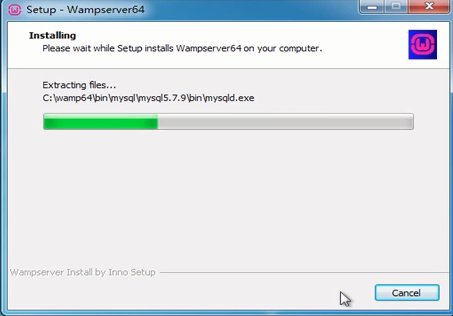 Setup - Wampserver64
Installing
Please wait while Setup installs Wampserver64 on your computer.
Extracting files...
C:\wamp64\bin\mysql\mysql5.7.9\bin\mysqld.exe
Wampserver Install by Inno Setup
Cancel